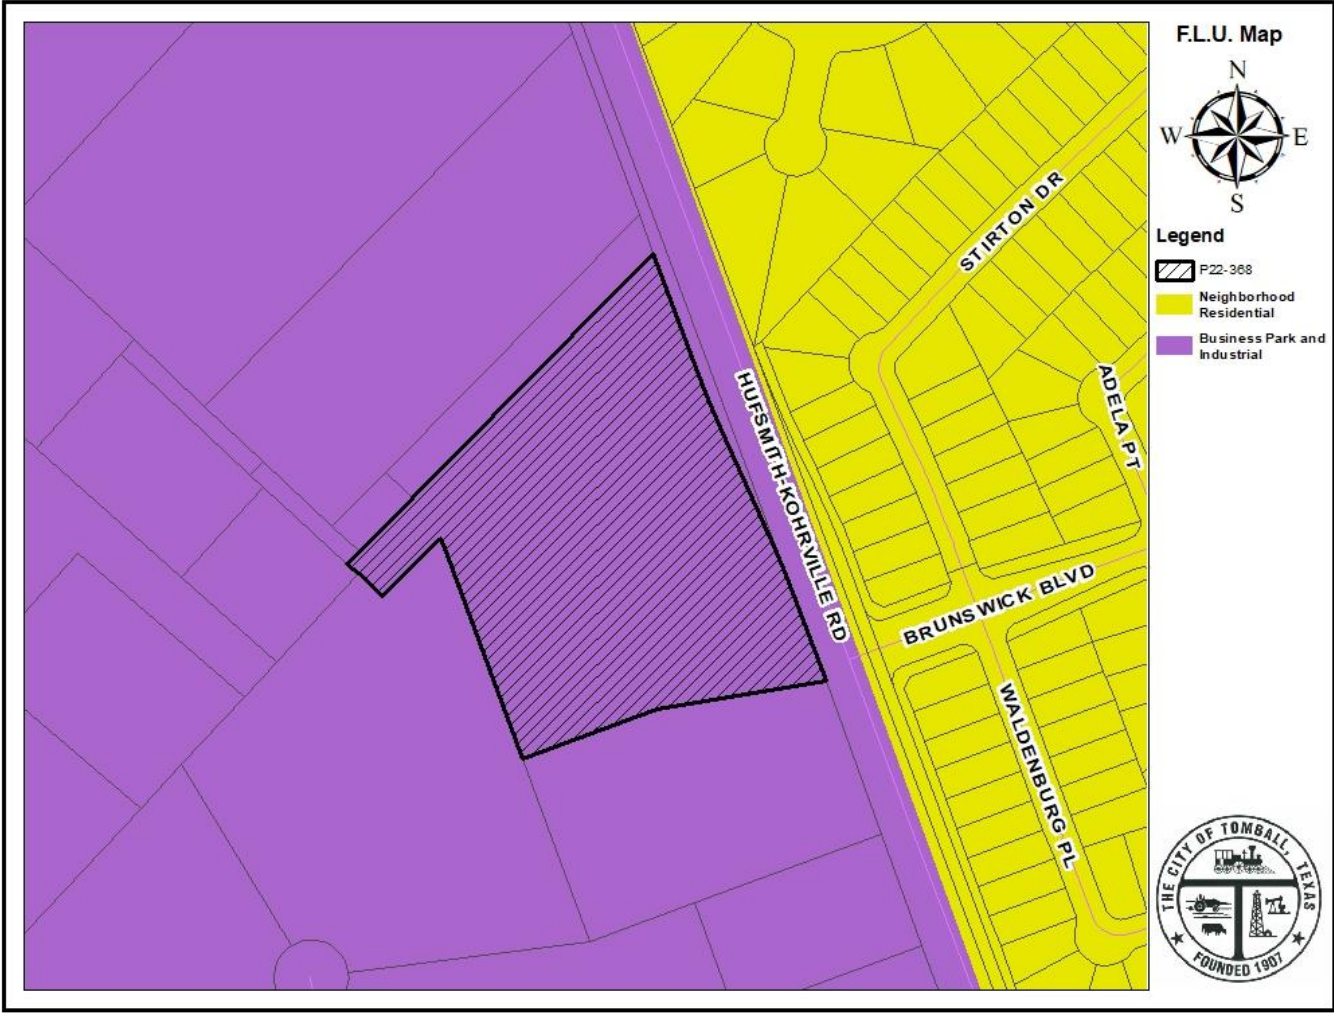 F.L.U. Map
N
W
E
S
Legend
P22-368
Neighborhood
Residential
Business Park and
Industrial
STIRTON DR
ADELA PT
HUFSMITH-KOHRVILLE RD
BRUNSWICK BLVD
WALDENBURG PL
THE CITY OF TOMBALL, TEXAS
FOUNDED 1907